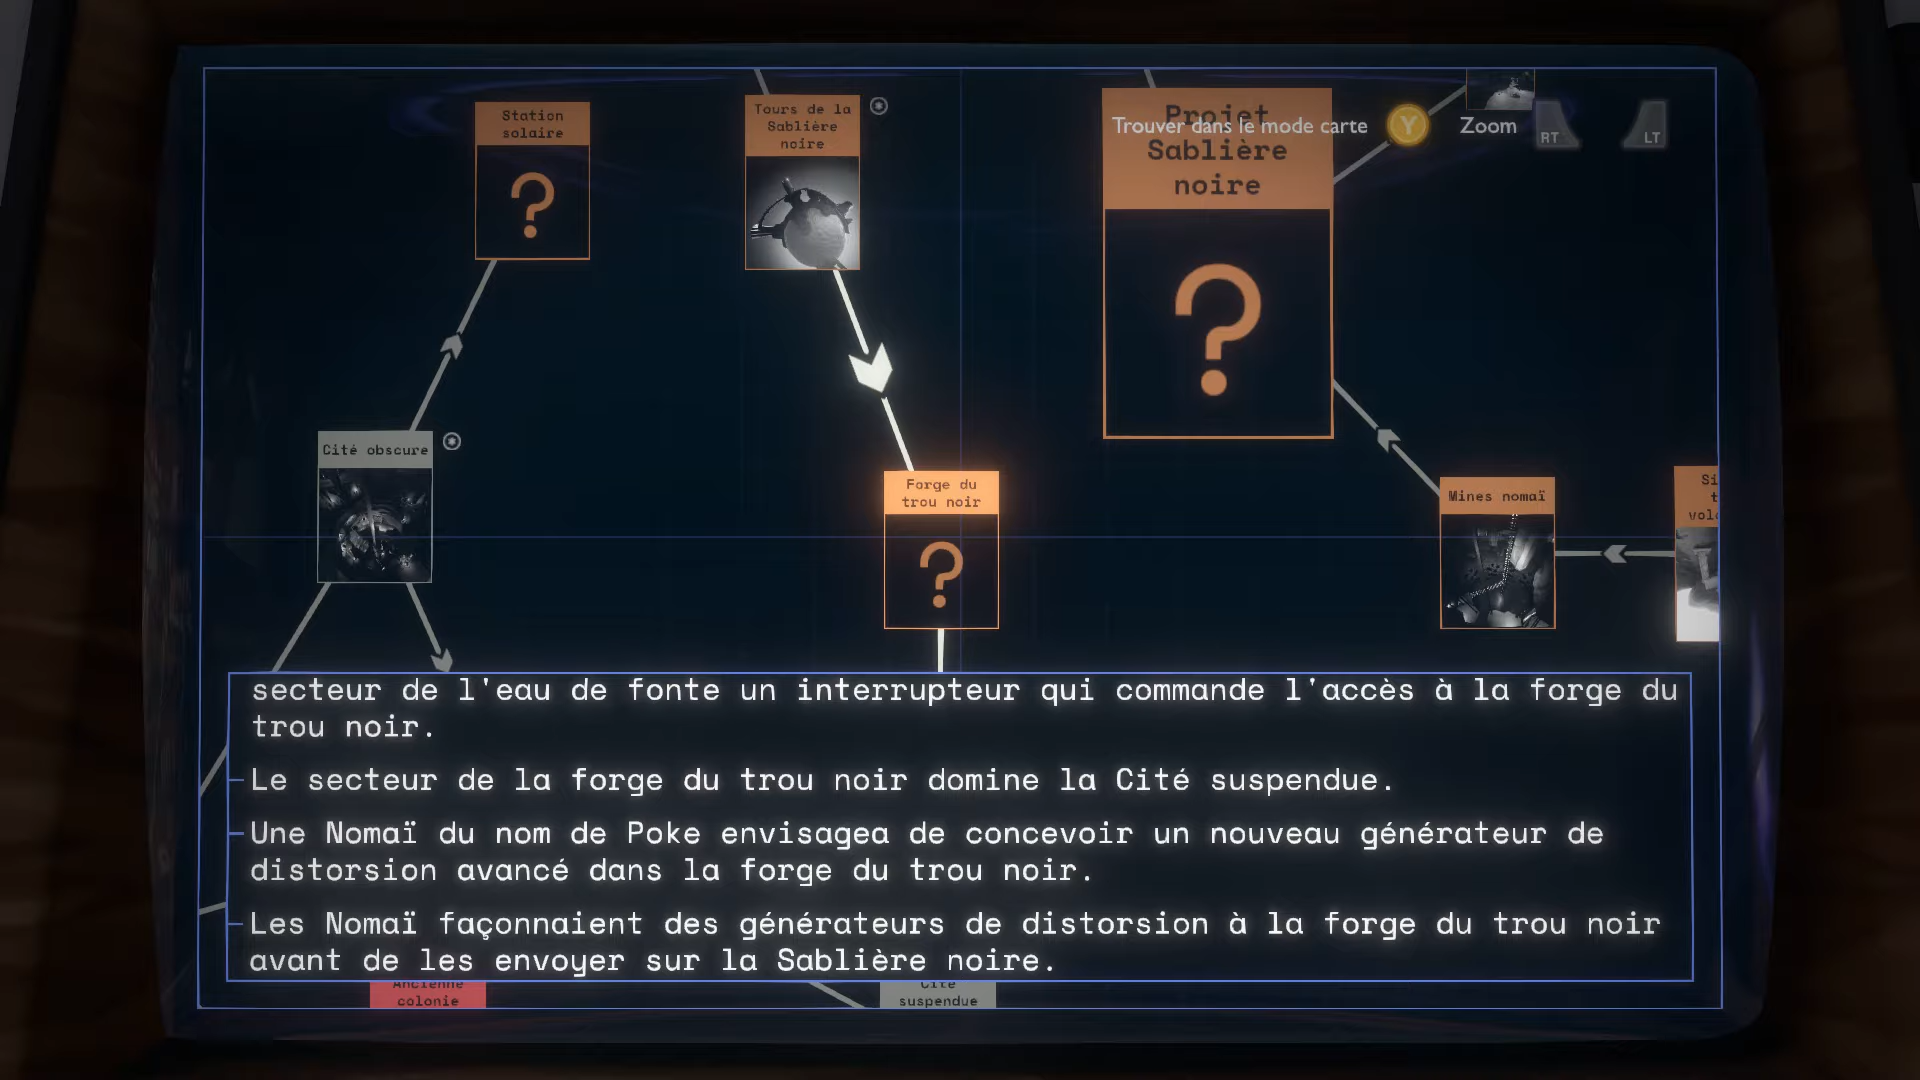 Station
solaire
Tours de la
Sablière
noire
Projet
Sablière
noire
Trouver dans le mode carte
Y
Zoom
RT
LT
Cité obscure
Forge du
trou noir
Mines nomaï
secteur de l'eau de fonte un interrupteur qui commande l'accès à la forge du
trou noir.
Le secteur de la forge du trou noir domine la Cité suspendue.
Une Nomaï du nom de Poke envisagea de concevoir un nouveau générateur de
distorsion avancé dans la forge du trou noir.
Les Nomaï façonnaient des générateurs de distorsion à la forge du trou noir
avant de les envoyer sur la Sablière noire.
Ancienne
colonie
Cité
suspendue